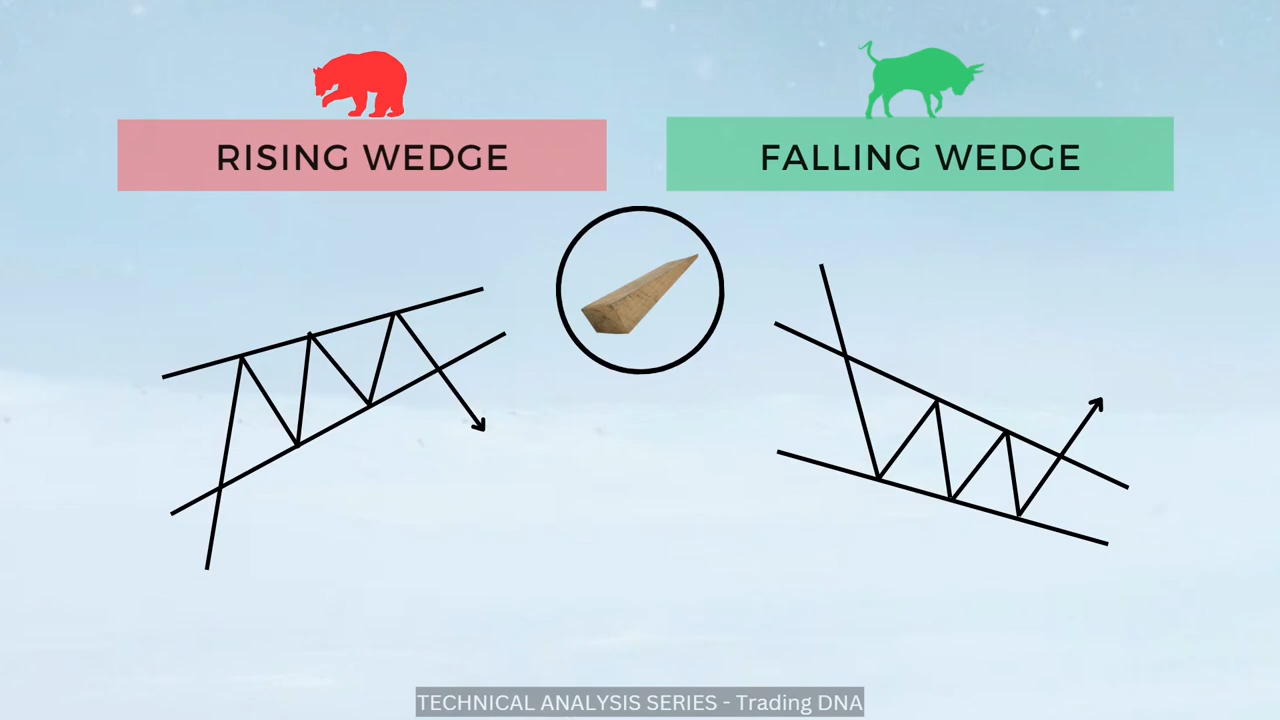 RISING WEDGE
FALLING WEDGE
TECHNICAL ANALYSIS SERIES - Trading DNA